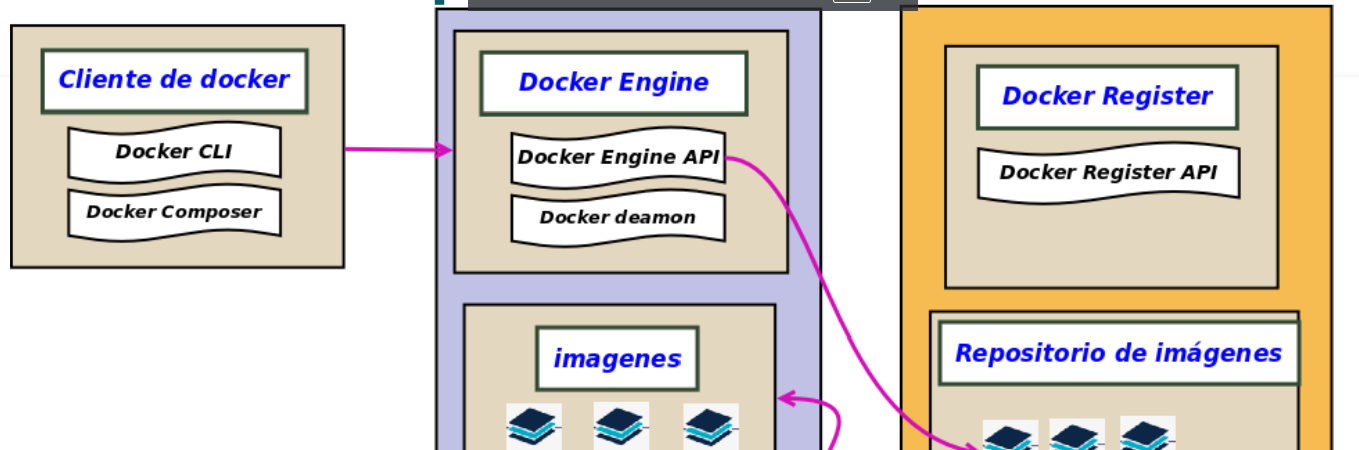 Cliente de docker
Docker CLI
Docker Composer
Docker Engine
Docker Engine API
Docker deamon
imagenes
Docker Register
Docker Register API
Repositorio de imágenes